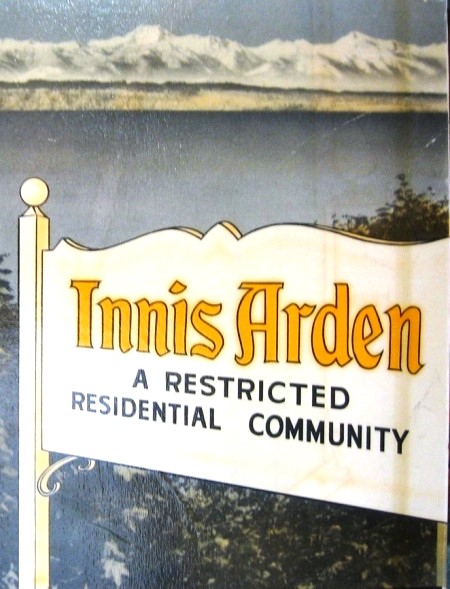 Innis Arden
A RESTRICTED
RESIDENTIAL COMMUNITY